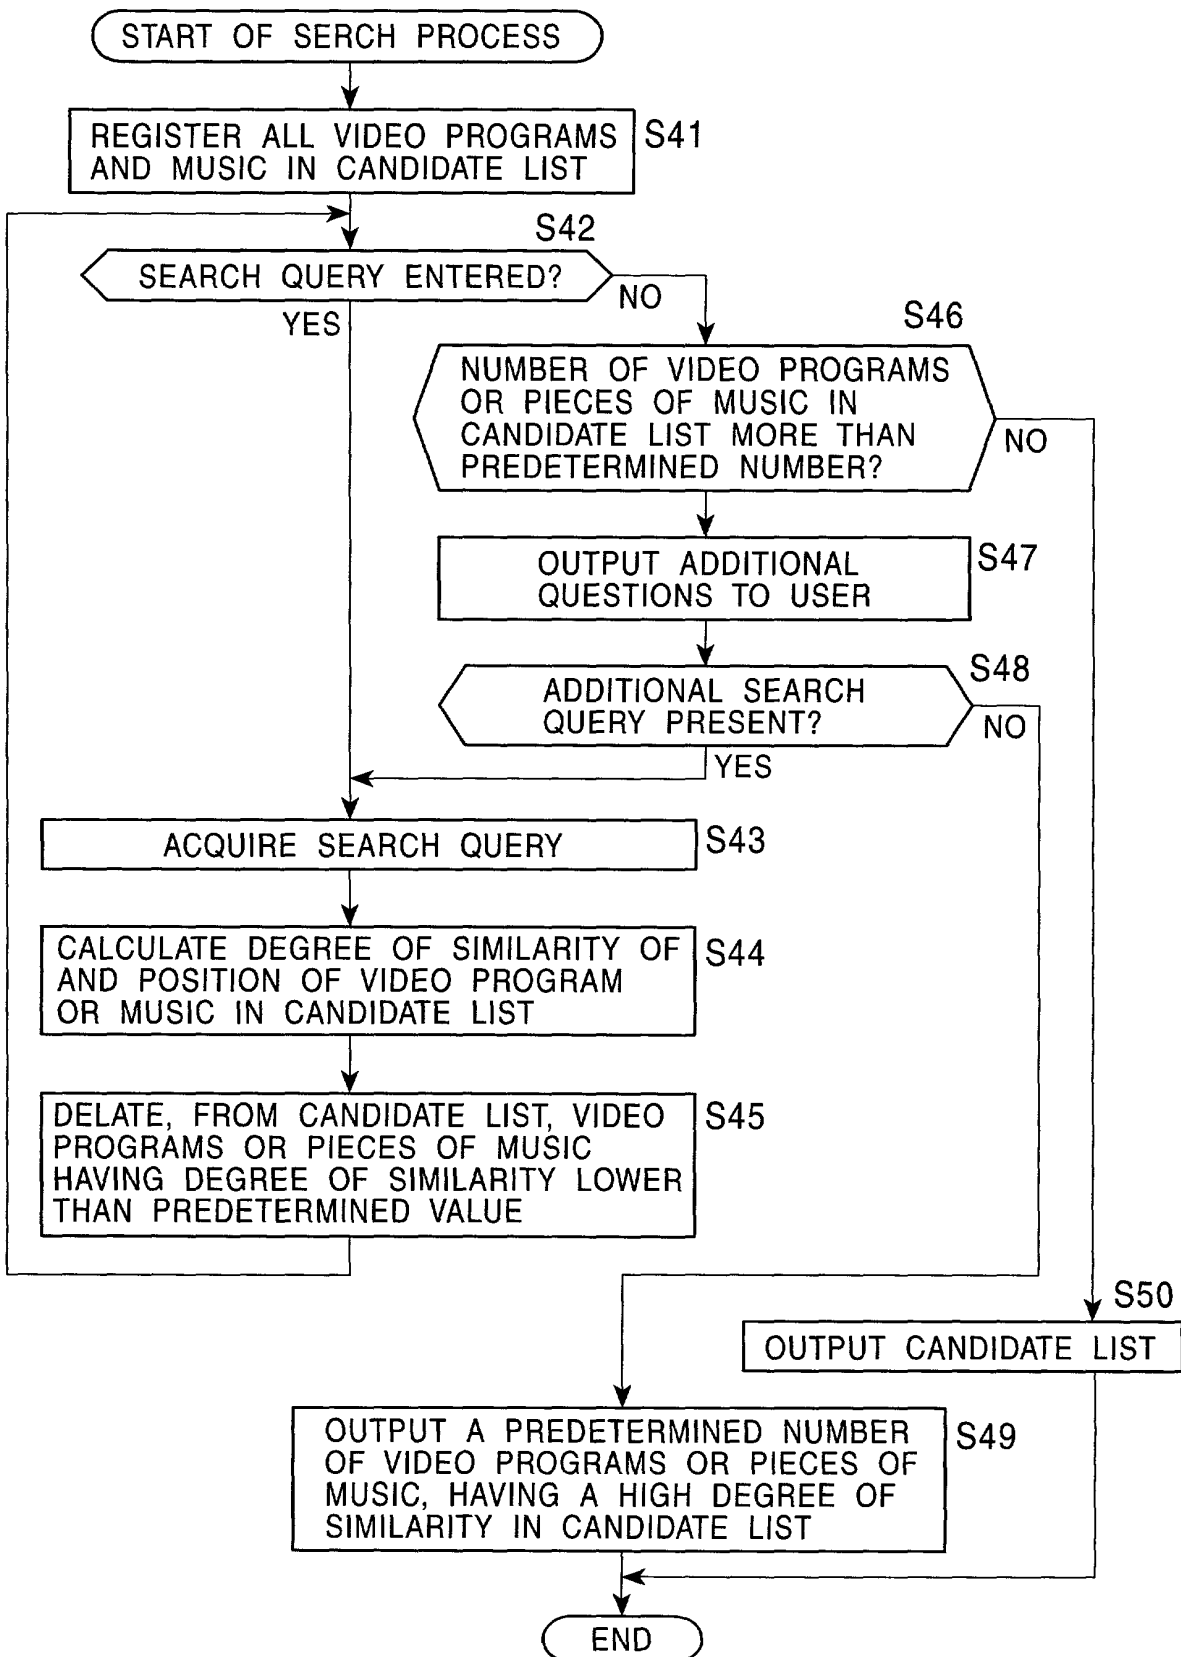 START OF SERCH PROCESS
REGISTER ALL VIDEO PROGRAMS
AND MUSIC IN CANDIDATE LIST
S41
S42
SEARCH QUERY ENTERED?
NO
YES
S46
NUMBER OF VIDEO PROGRAMS
OR PIECES OF MUSIC IN
CANDIDATE LIST MORE THAN
PREDETERMINED NUMBER?
NO
OUTPUT ADDITIONAL
QUESTIONS TO USER
S47
S48
ADDITIONAL SEARCH
QUERY PRESENT?
NO
YES
ACQUIRE SEARCH QUERY
S43
CALCULATE DEGREE OF SIMILARITY OF
AND POSITION OF VIDEO PROGRAM
OR MUSIC IN CANDIDATE LIST
S44
DELATE, FROM CANDIDATE LIST, VIDEO
PROGRAMS OR PIECES OF MUSIC
HAVING DEGREE OF SIMILARITY LOWER
THAN PREDETERMINED VALUE
S45
S50
OUTPUT CANDIDATE LIST
OUTPUT A PREDETERMINED NUMBER
OF VIDEO PROGRAMS OR PIECES OF
MUSIC, HAVING A HIGH DEGREE OF
SIMILARITY IN CANDIDATE LIST
S49
END